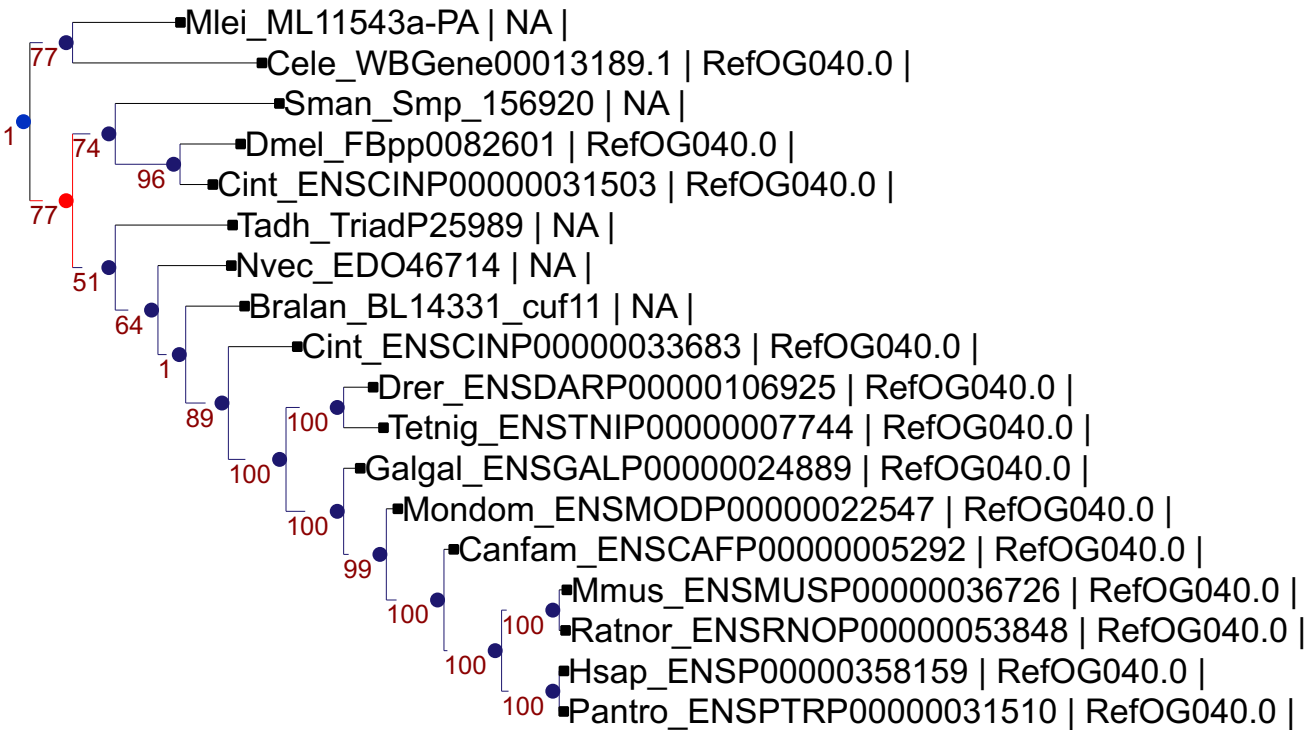 Mlei_ML11543a-PA | NA |
77
Cele_WBGene00013189.1 | RefOG040.0 |
Sman_Smp_156920 | NA |
1
74
Dmel_FBpp0082601 | RefOG040.0 |
96
Cint_ENSCINP00000031503 | RefOG040.0 |
77
Tadh_TriadP25989 | NA |
51
Nvec_EDO46714 | NA |
Bralan_BL14331_cuf11 | NA |
64
Cint_ENSCINP00000033683 | RefOG040.0 |
1
Drer_ENSDARP00000106925 | RefOG040.0 |
89
100
Tetnig_ENSTNIP00000007744 | RefOG040.0 |
100
Galgal_ENSGALP00000024889 | RefOG040.0 |
100
Mondom_ENSMODP00000022547 | RefOG040.0 |
Canfam_ENSCAFP00000005292 | RefOG040.0 |
99
Mmus_ENSMUSP00000036726 | RefOG040.0 |
100
100
Ratnor_ENSRNOP00000053848 | RefOG040.0 |
100
Hsap_ENSP00000358159 | RefOG040.0 |
100
Pantro_ENSPTRP00000031510 | RefOG040.0 |